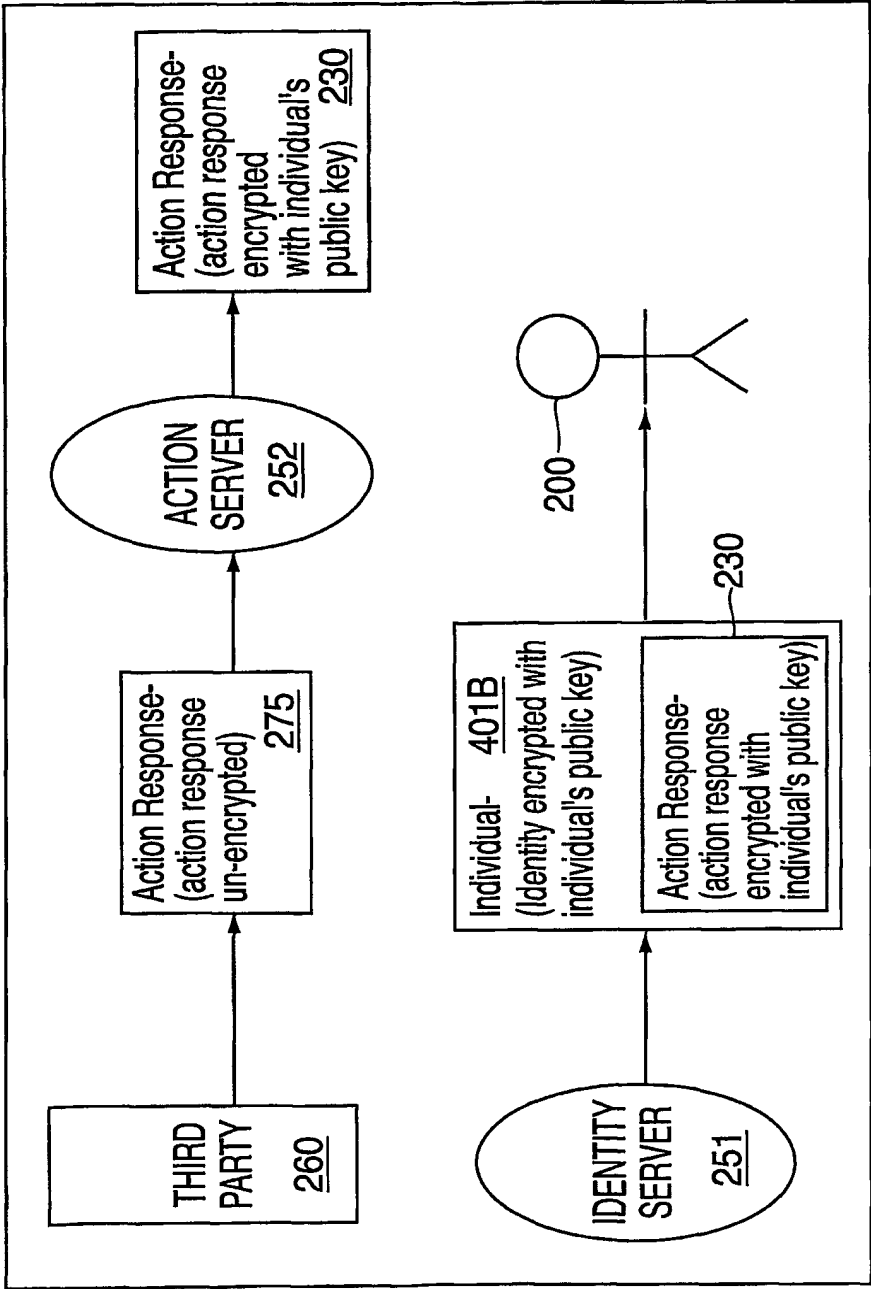 THIRD
PARTY
260
Action Response-
(action response
un-encrypted)
275
ACTION
SERVER
252
Action Response-
(action response
encrypted
with individual's
public key) 230
IDENTITY
SERVER
251
Individual- 401B
(Identity encrypted with
individual's public key)
Action Response-
(action response
encrypted with
individual's public key)
230
200